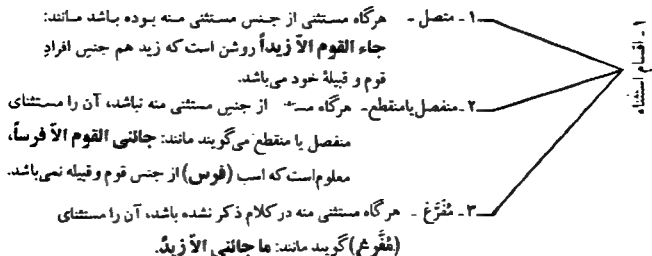 ۱ - اقسام استثناء
۱ - متصل - هرگاه مستثنی از جنس مستثنی منه بوده باشد مانند:
جاء القوم الاّ زیداً روشن است که زید هم جنسِ افرادِ
قوم و قبیلهٔ خود می‌باشد.
۲ - منفصل یا منقطع - هرگاه از جنسِ مستثنی منه نباشد، آن را مستثنای
منفصل یا منقطع می‌گویند مانند: جائنی القوم الاّ فرساً،
معلوم است که اسب (فرس) از جنس قوم و قبیله نمی‌باشد.
۳ - مُفَرَّغ - هرگاه مستثنی منه در کلام ذکر نشده باشد، آن را مستثنای
(مُفَّرغ) گویند مانند: ما جائنی الاّ زیدٌ.